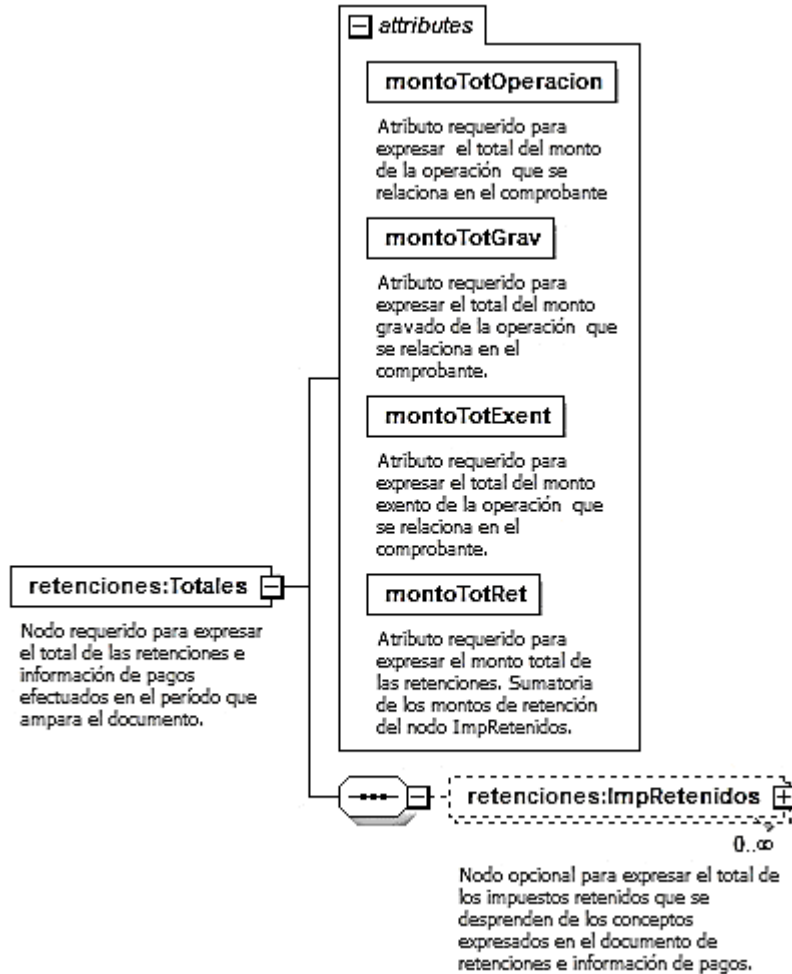 attributes
montoTotOperacion
Atributo requerido para
expresar el total del monto
de la operación que se
relaciona en el comprobante
montoTotGrav
Atributo requerido para
expresar el total del monto
gravado de la operación que
se relaciona en el
comprobante.
montoTotExent
Atributo requerido para
expresar el total del monto
exento de la operación que
se relaciona en el
comprobante.
montoTotRet
Atributo requerido para
expresar el monto total de
las retenciones. Sumatoria
de los montos de retención
del nodo ImpRetenidos.
retenciones:Totales
Nodo requerido para expresar
el total de las retenciones e
información de pagos
efectuados en el período que
ampara el documento.
retenciones:ImpRetenidos
0..∞
Nodo opcional para expresar el total de
los impuestos retenidos que se
desprenden de los conceptos
expresados en el documento de
retenciones e información de pagos.